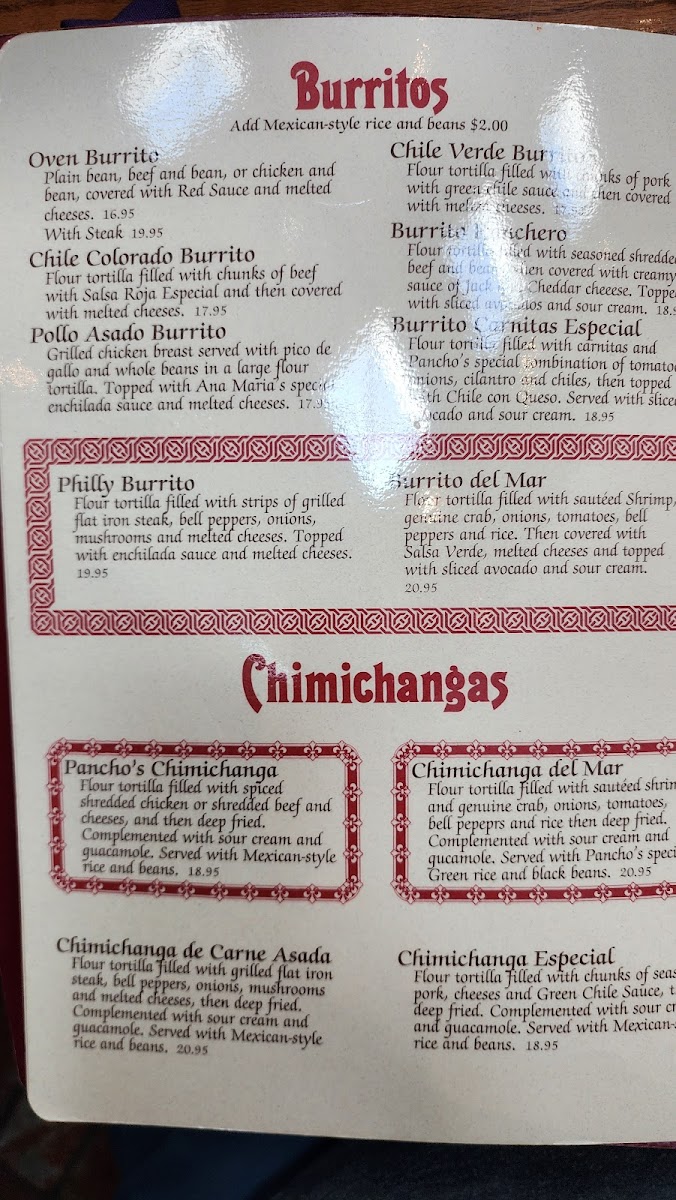 Burritos
Add Mexican-style rice and beans $2.00
Oven Burrito
Plain bean, beef and bean, or chicken and
bean, covered with Red Sauce and melted
cheeses. 16.95
With Steak 19.95
Chile Colorado Burrito
Flour tortilla filled with chunks of beef
with Salsa Roja Especial and then covered
with melted cheeses. 17.95
Pollo Asado Burrito
Grilled chicken breast served with pico de
gallo and whole beans in a large flour
tortilla. Topped with Ana Maria's speci
enchilada sauce and melted cheeses. 17.9
Chile Verde Burrito
Flour tortilla filled with chunks of pork
with green chile sauce and then covered
with melted cheeses.
Burrito Ranchero
Flour tortilla filled with seasoned shredded
beef and bean then covered with creamy
sauce of Jack Cheddar cheeese. Toppe
with sliced avocados and sour cream. 18.
Burrito Carnitas Especial
Flour tortilla filled with carnitas and
Pancho's special combination of tomato
onions, cilantro and chiles, then topped
with Chile con Queso. Served with slice
avocado and sour cream. 18.95
Philly Burrito
Flour tortilla filled with strips of grilled
flat iron steak, bell peppers, onions,
mushrooms and melted cheeses. Topped
with enchilada sauce and melted cheeses.
19.95
Burrito del Mar
Flour tortilla filled with sautéed Shrimp,
genuine crab, onions, tomatoes, bell
peppers and rice. Then covered with
Salsa Verde, melted cheeses and topped
with sliced avocado and sour cream.
20.95
Chimichangas
Pancho's Chimichanga
Flour tortilla filled with spiced
shredded chicken or shredded beef and
cheeses, and then deep fried.
Complemented with sour cream and
guacamole. Served with Mexican-style
rice and beans. 18.95
Chimichanga del Mar
Flour tortilla filled with sautéed shrim
and genuine crab, onions, tomatoes,
bell pepeprs and rice then deep fried.
Complemented with sour cream and
gucamole. Served with Pancho's speci
Green rice and black beans. 20.95
Chimichanga de Carne Asada
Flour tortilla filled with grilled flat iron
steak, bell peppers, onions, mushrooms
and melted cheeses, then deep fried.
Complemented with sour cream and
guacamole. Served with Mexican-style
rice and beans. 20.95
Chimichanga Especial
Flour tortilla filled with chunks of seas
pork, cheeses and Green Chile Sauce, t
deep fried. Complemented with sour cr
and guacamole. Served with Mexican-
rice and beans. 18.95